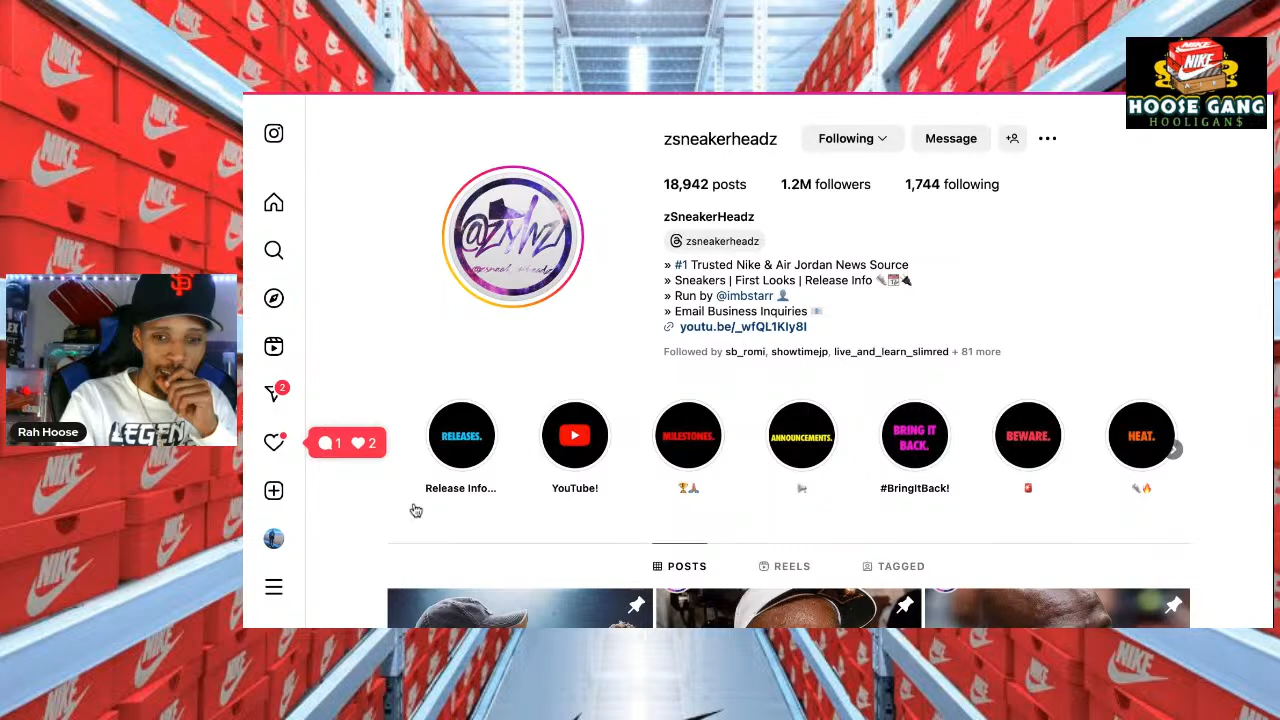 NIKE
HOOSE GANG
HOOLIGAN$
zsneakerheadz
Following
Message
18,942 posts
1.2M followers
1,744 following
zSneakerHeadz
zsneakerheadz
» #1 Trusted Nike & Air Jordan News Source
» Sneakers | First Looks | Release Info
» Run by @imbstarr
» Email Business Inquiries
youtu.be/_wfQL1KIy8I
Followed by sb_romi, showtimejp, live_and_learn_slimred + 81 more
2
1 2
Rah Hoose
LEGEN
RELEASES.
MILESTONES.
ANNOUNCEMENTS.
BRING IT
BACK.
BEWARE.
HEAT.
Release Info...
YouTube!
#BringItBack!
POSTS
REELS
TAGGED